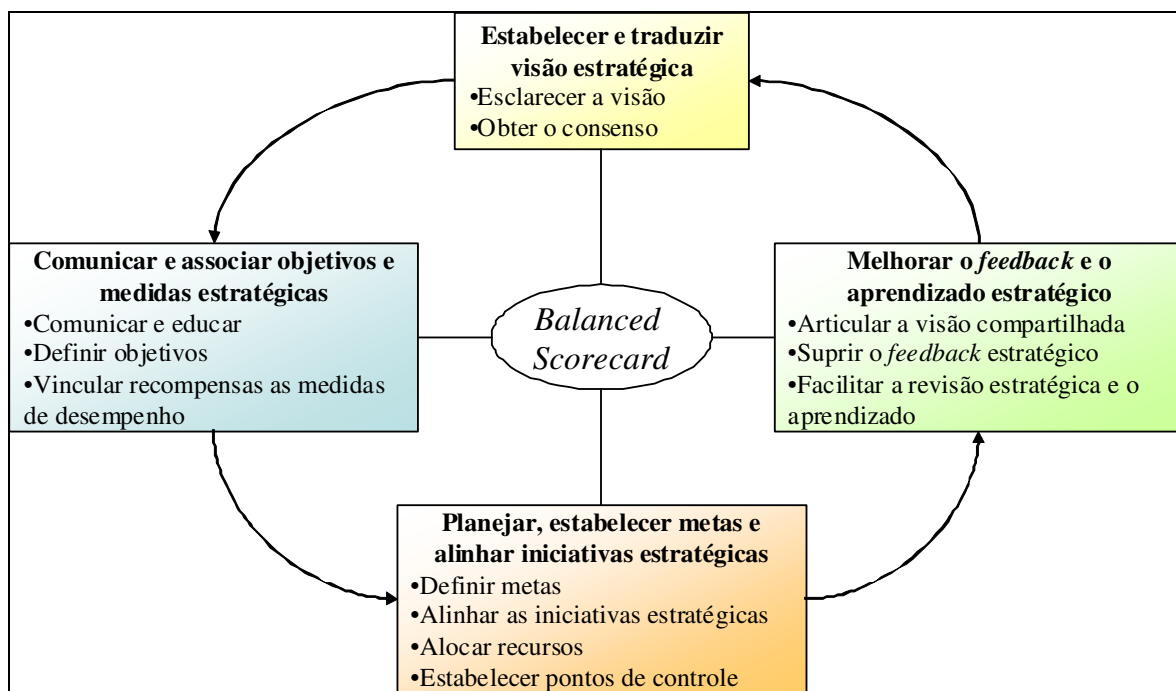 Estabelecer e traduzir
visão estratégica
•Esclarecer a visão
•Obter o consenso
Comunicar e associar objetivos e
medidas estratégicas
•Comunicar e educar
•Definir objetivos
•Vincular recompensas as medidas
de desempenho
Balanced
Scorecard
Melhorar o feedback e o
aprendizado estratégico
•Articular a visão compartilhada
•Suprir o feedback estratégico
•Facilitar a revisão estratégica e o
aprendizado
Planejar, estabelecer metas e
alinhar iniciativas estratégicas
•Definir metas
•Alinhar as iniciativas estratégicas
•Alocar recursos
•Estabelecer pontos de controle